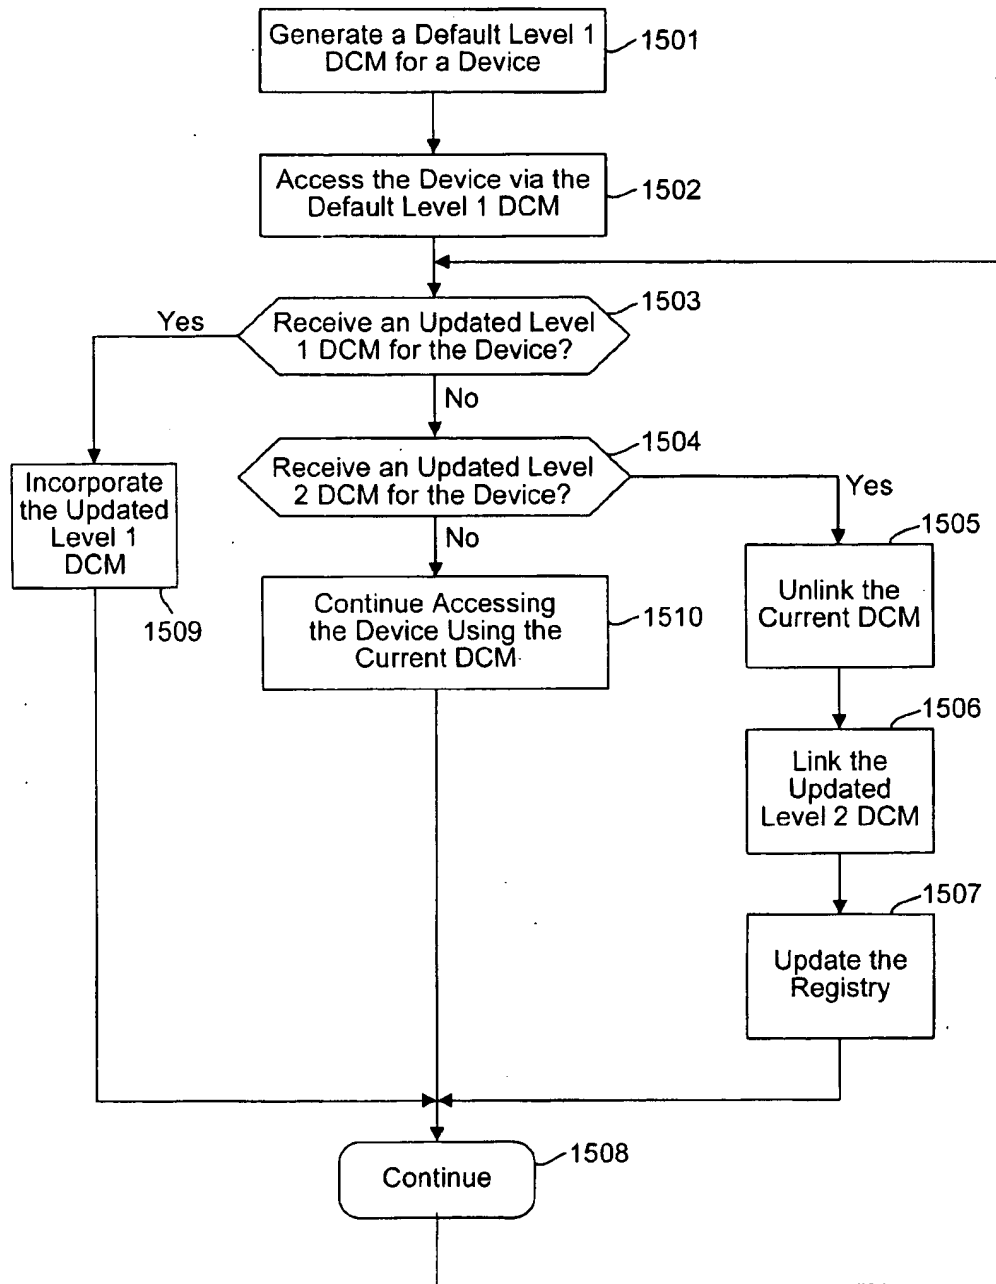 Generate a Default Level 1
DCM for a Device
1501
Access the Device via the
Default Level 1 DCM
1502
1503
Yes
Receive an Updated Level
1 DCM for the Device?
No
1504
Receive an Updated Level
2 DCM for the Device?
Yes
Incorporate
the Updated
Level 1
DCM
1509
No
1505
Unlink the
Current DCM
Continue Accessing
the Device Using the
Current DCM
1510
1506
Link the
Updated
Level 2 DCM
1507
Update the
Registry
1508
Continue